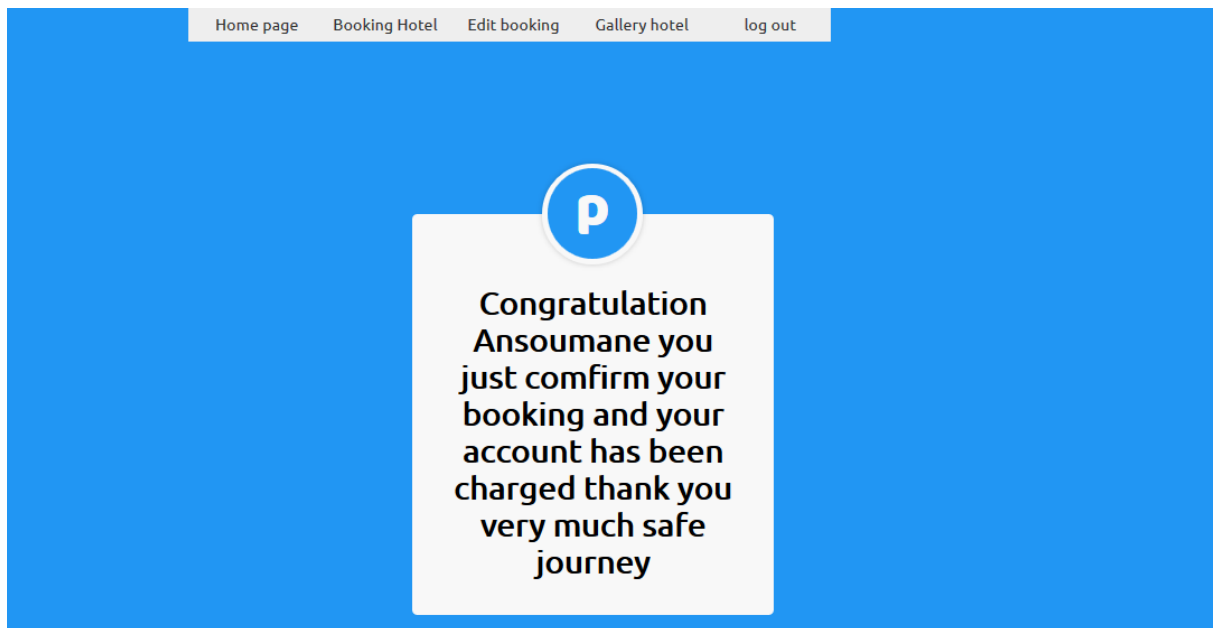 Home page Booking Hotel Edit booking Gallery hotel log out
P
Congratulation
Ansoumane you
just comfirm your
booking and your
account has been
charged thank you
very much safe
journey